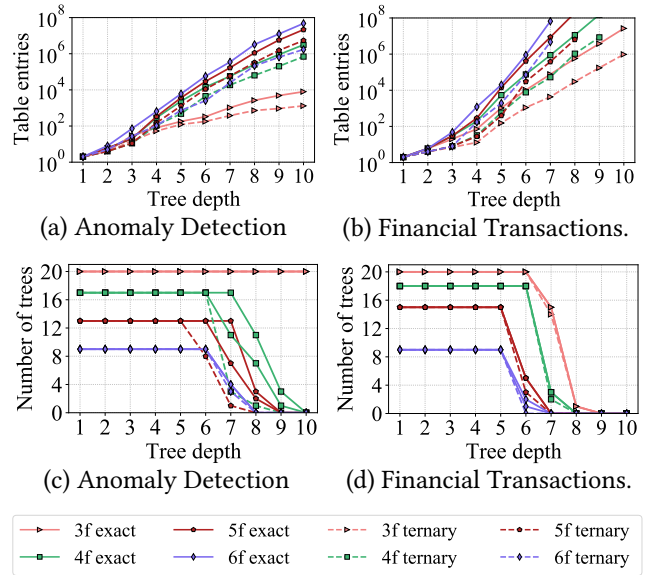 10^8
10^6
10^4
10^2
10^0
Table entries
1 2 3 4 5 6 7 8 9 10
Tree depth
(a) Anomaly Detection
10^8
10^6
10^4
10^2
10^0
Table entries
1 2 3 4 5 6 7 8 9 10
Tree depth
(b) Financial Transactions.
20
16
12
8
4
0
Number of trees
1 2 3 4 5 6 7 8 9 10
Tree depth
(c) Anomaly Detection
20
16
12
8
4
0
Number of trees
1 2 3 4 5 6 7 8 9 10
Tree depth
(d) Financial Transactions.
3f exact 5f exact 3f ternary 5f ternary
4f exact 6f exact 4f ternary 6f ternary